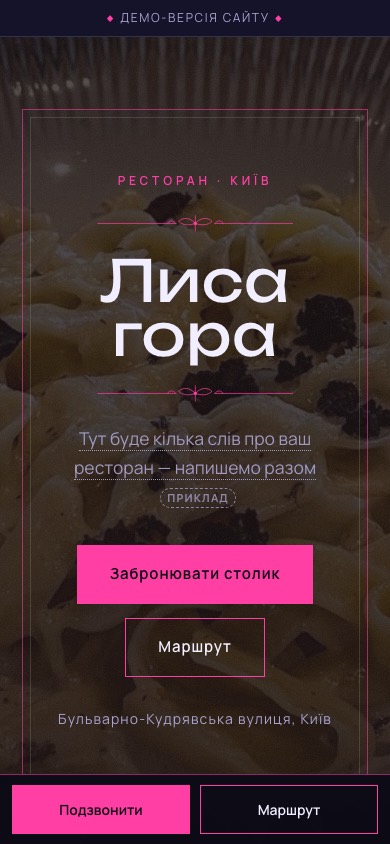 ДЕМО-ВЕРСІЯ САЙТУ
РЕСТОРАН · КИЇВ
Лиса
гора
Тут буде кілька слів про ваш
ресторан — напишемо разом
ПРИКЛАД
Забронювати столик
Маршрут
Бульварно-Кудрявська вулиця, Київ
Подзвонити
Маршрут